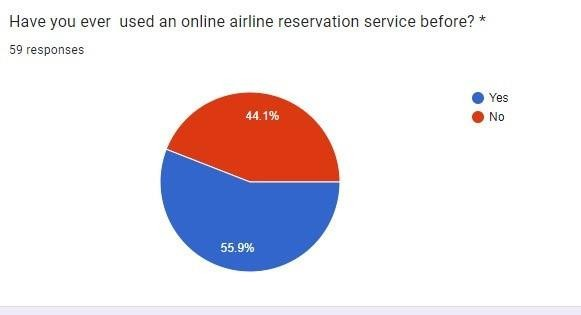 Have you ever  used an online airline reservation service before? *
59 responses
Yes
No
44.1%
55.9%